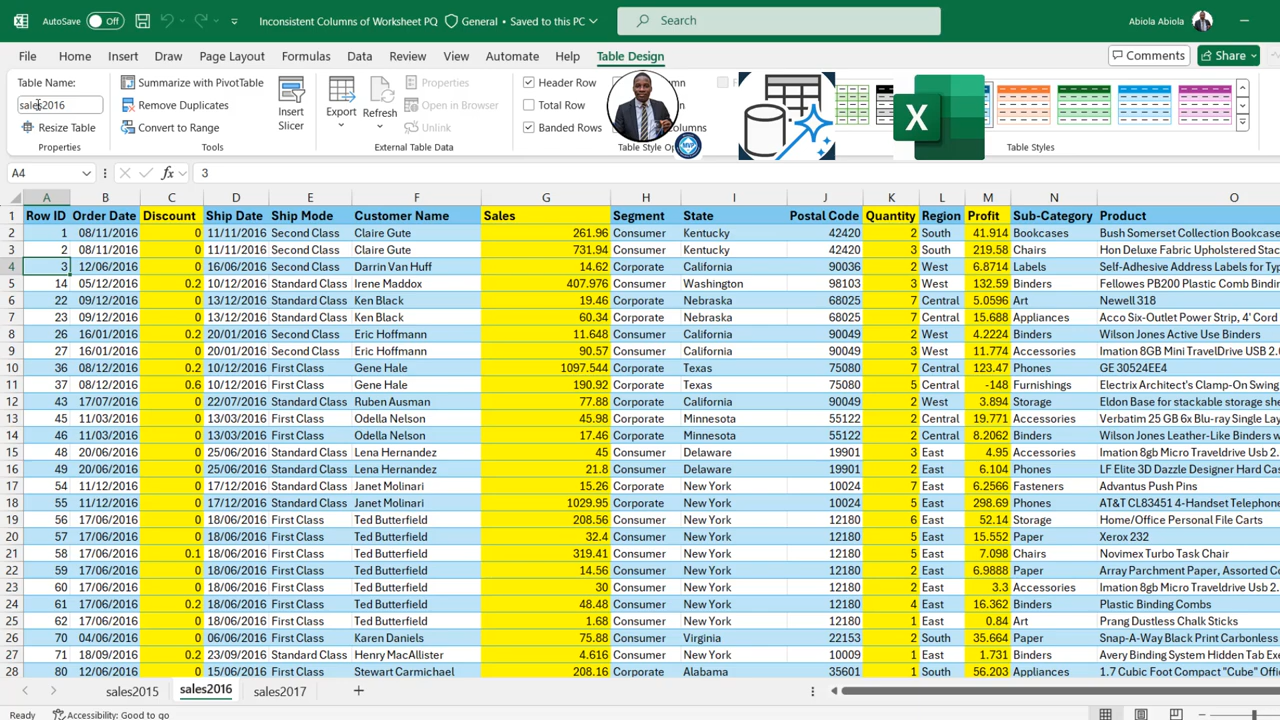 AutoSave Off Inconsistent Columns of Worksheet PQ General • Saved to this PC Search Abiola Abiola
File Home Insert Draw Page Layout Formulas Data Review View Automate Help Table Design Comments Share
Table Name:
sales2016
Resize Table
Properties
Summarize with PivotTable
Remove Duplicates
Convert to Range
Tools
Insert
Slicer
Export
Refresh
Properties
Open in Browser
Unlink
External Table Data
Header Row
Total Row
Banded Rows
Table Style
MVP
X
Table Styles
A4 fx 3
A B C D E F G H I J K L M N O
1 Row ID Order Date Discount Ship Date Ship Mode Customer Name Sales Segment State Postal Code Quantity Region Profit Sub-Category Product
2 1 08/11/2016 0 11/11/2016 Second Class Claire Gute 261.96 Consumer Kentucky 42420 2 South 41.914 Bookcases Bush Somerset Collection Bookcase
3 2 08/11/2016 0 11/11/2016 Second Class Claire Gute 731.94 Consumer Kentucky 42420 3 South 219.58 Chairs Hon Deluxe Fabric Upholstered Stac
4 3 12/06/2016 0 16/06/2016 Second Class Darrin Van Huff 14.62 Corporate California 90036 2 West 6.8714 Labels Self-Adhesive Address Labels for Typ
5 14 05/12/2016 0.2 10/12/2016 Standard Class Irene Maddox 407.976 Consumer Washington 98103 3 West 132.59 Binders Fellowes PB200 Plastic Comb Bindin
6 22 09/12/2016 0 13/12/2016 Standard Class Ken Black 19.46 Corporate Nebraska 68025 7 Central 5.0596 Art Newell 318
7 23 09/12/2016 0 13/12/2016 Standard Class Ken Black 60.34 Corporate Nebraska 68025 7 Central 15.688 Appliances Acco Six-Outlet Power Strip, 4' Cord
8 26 16/01/2016 0.2 20/01/2016 Second Class Eric Hoffmann 11.648 Consumer California 90049 2 West 4.2224 Binders Wilson Jones Active Use Binders
9 27 16/01/2016 0 20/01/2016 Second Class Eric Hoffmann 90.57 Consumer California 90049 3 West 11.774 Accessories Imation 8GB Mini TravelDrive USB 2.
10 36 08/12/2016 0.2 10/12/2016 First Class Gene Hale 1097.544 Corporate Texas 75080 7 Central 123.47 Phones GE 30524EE4
11 37 08/12/2016 0.6 10/12/2016 First Class Gene Hale 190.92 Corporate Texas 75080 5 Central -148 Furnishings Electrix Architect's Clamp-On Swing
12 43 17/07/2016 0 22/07/2016 Standard Class Ruben Ausman 77.88 Corporate California 90049 2 West 3.894 Storage Eldon Base for stackable storage she
13 45 11/03/2016 0 13/03/2016 First Class Odella Nelson 45.98 Corporate Minnesota 55122 2 Central 19.771 Accessories Verbatim 25 GB 6x Blu-ray Single Lay
14 46 11/03/2016 0 13/03/2016 First Class Odella Nelson 17.46 Corporate Minnesota 55122 2 Central 8.2062 Binders Wilson Jones Leather-Like Binders w
15 48 20/06/2016 0 25/06/2016 Standard Class Lena Hernandez 45 Consumer Delaware 19901 3 East 4.95 Accessories Imation 8gb Micro Traveldrive Usb 2.
16 49 20/06/2016 0 25/06/2016 Standard Class Lena Hernandez 21.8 Consumer Delaware 19901 2 East 6.104 Phones LF Elite 3D Dazzle Designer Hard Cas
17 54 11/12/2016 0 17/12/2016 Standard Class Janet Molinari 15.26 Corporate New York 10024 7 East 6.2566 Fasteners Advantus Push Pins
18 55 11/12/2016 0 17/12/2016 Standard Class Janet Molinari 1029.95 Corporate New York 10024 5 East 298.69 Phones AT&T CL83451 4-Handset Telephone
19 56 17/06/2016 0 18/06/2016 First Class Ted Butterfield 208.56 Consumer New York 12180 6 East 52.14 Storage Home/Office Personal File Carts
20 57 17/06/2016 0 18/06/2016 First Class Ted Butterfield 32.4 Consumer New York 12180 5 East 15.552 Paper Xerox 232
21 58 17/06/2016 0.1 18/06/2016 First Class Ted Butterfield 319.41 Consumer New York 12180 5 East 7.098 Chairs Novimex Turbo Task Chair
22 59 17/06/2016 0 18/06/2016 First Class Ted Butterfield 14.56 Consumer New York 12180 2 East 6.9888 Paper Array Parchment Paper, Assorted Co
23 60 17/06/2016 0 18/06/2016 First Class Ted Butterfield 30 Consumer New York 12180 2 East 3.3 Accessories Imation 8gb Micro Traveldrive Usb 2.
24 61 17/06/2016 0.2 18/06/2016 First Class Ted Butterfield 48.48 Consumer New York 12180 4 East 16.362 Binders Plastic Binding Combs
25 62 17/06/2016 0 18/06/2016 First Class Ted Butterfield 1.68 Consumer New York 12180 1 East 0.84 Art Prang Dustless Chalk Sticks
26 70 04/06/2016 0 06/06/2016 First Class Karen Daniels 75.88 Consumer Virginia 22153 2 South 35.664 Paper Snap-A-Way Black Print Carbonless
27 71 18/09/2016 0.2 23/09/2016 Standard Class Henry MacAllister 4.616 Consumer New York 10009 1 East 1.731 Binders Avery Binding System Hidden Tab Exe
28 80 12/06/2016 0 15/06/2016 First Class Stewart Carmichael 208.16 Corporate Alabama 35601 1 South 56.203 Appliances 1.7 Cubic Foot Compact "Cube" Offic
sales2015 sales2016 sales2017
Ready Accessibility: Good to go